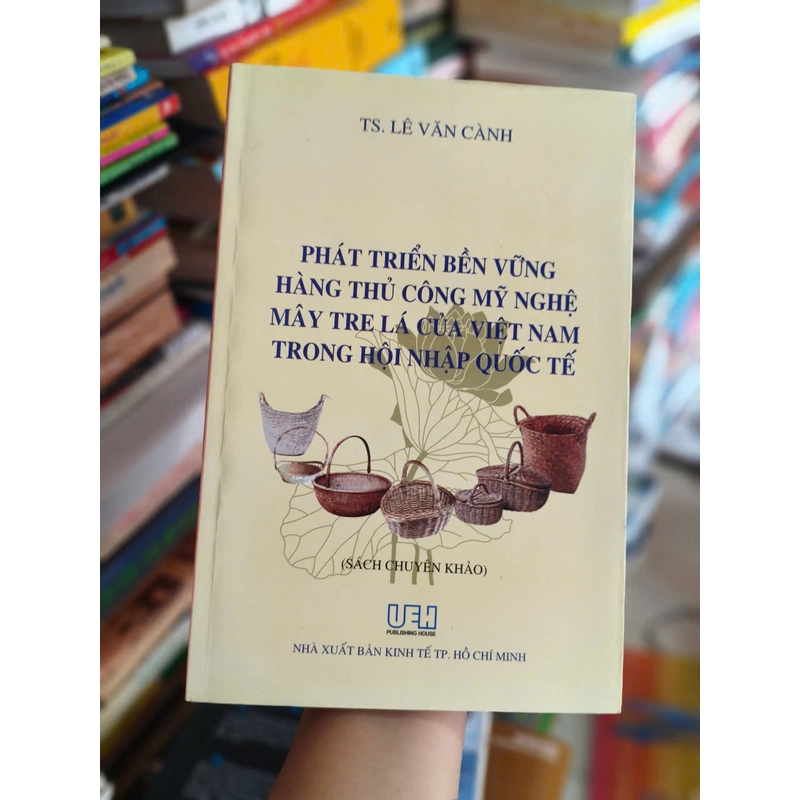 TS. LÊ VĂN CÀNH
PHÁT TRIỂN BỀN VỮNG
HÀNG THỦ CÔNG MỸ NGHỆ
MÂY TRE LÁ CỦA VIỆT NAM
TRONG HỘI NHẬP QUỐC TẾ
(SÁCH CHUYÊN KHẢO)
UEH
PUBLISHING HOUSE
NHÀ XUẤT BẢN KINH TẾ TP. HỒ CHÍ MINH